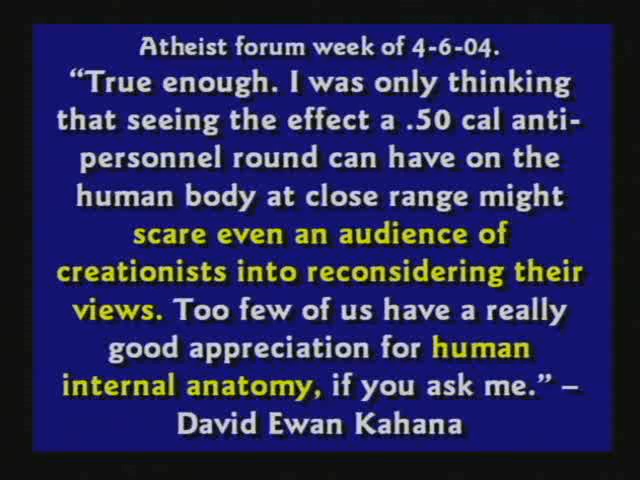 Atheist forum week of 4-6-04.
“True enough. I was only thinking
that seeing the effect a .50 cal anti-
personnel round can have on the
human body at close range might
scare even an audience of
creationists into reconsidering their
views. Too few of us have a really
good appreciation for human
internal anatomy, if you ask me.” –
David Ewan Kahana